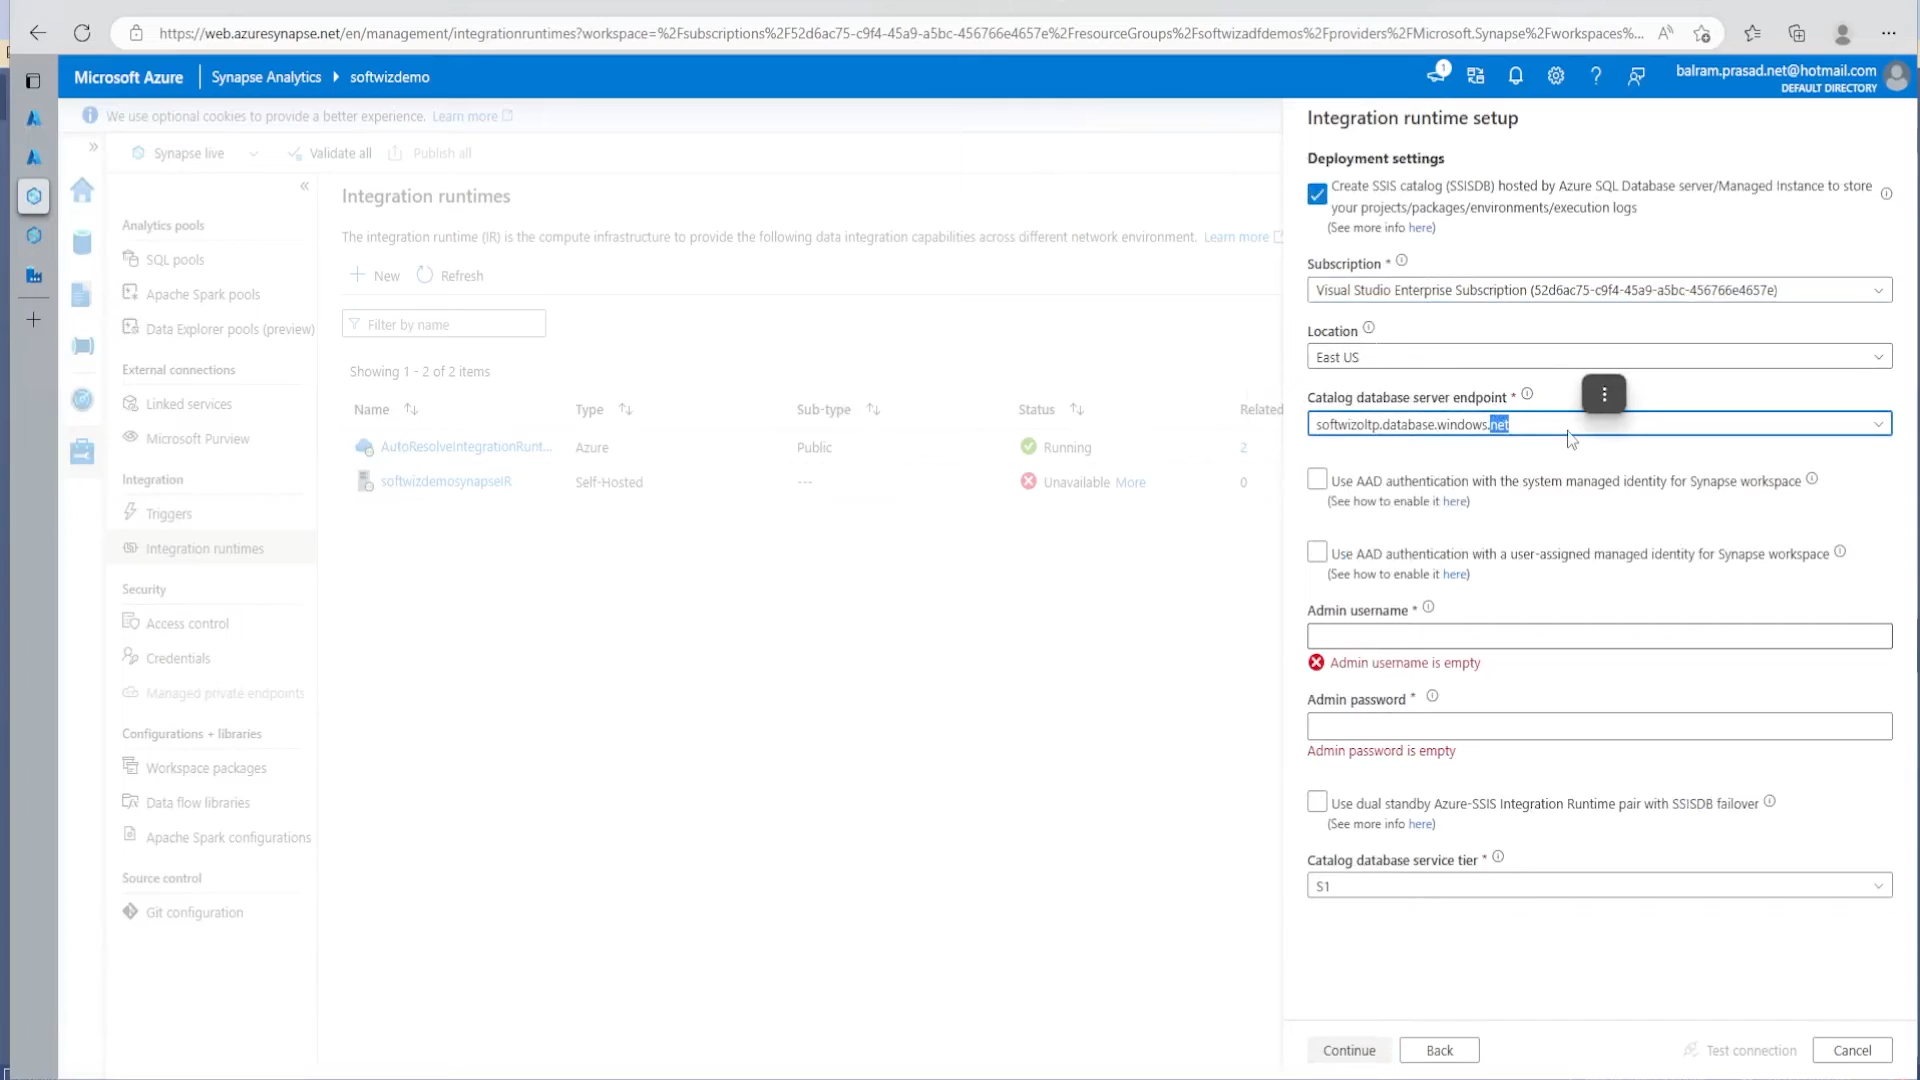 https://web.azuresynapse.net/en/management/integrationruntimes?workspace=%2Fsubscriptions%2F52d6ac75-c9f4-45a9-a5bc-456766e4657e%2FresourceGroups%2Fsoftwizadfdemos%2Fproviders%2FMicrosoft.Synapse%2Fworkspaces%...
Microsoft Azure
Synapse Analytics
softwizdemo
1
balram.prasad.net@hotmail.com
DEFAULT DIRECTORY
We use optional cookies to provide a better experience. Learn more
Synapse live
Validate all
Publish all
Analytics pools
SQL pools
Apache Spark pools
Data Explorer pools (preview)
External connections
Linked services
Microsoft Purview
Integration
Triggers
Integration runtimes
Security
Access control
Credentials
Managed private endpoints
Configurations + libraries
Workspace packages
Data flow libraries
Apache Spark configurations
Source control
Git configuration
Integration runtimes
The integration runtime (IR) is the compute infrastructure to provide the following data integration capabilities across different network environment. Learn more
New
Refresh
Filter by name
Showing 1 - 2 of 2 items
Name Type Sub-type Status Related
AutoResolveIntegrationRunt... Azure Public Running 2
softwizdemosynapseIR Self-Hosted --- Unavailable More 0
Integration runtime setup
Deployment settings
Create SSIS catalog (SSISDB) hosted by Azure SQL Database server/Managed Instance to store
your projects/packages/environments/execution logs
(See more info here)
Subscription *
Visual Studio Enterprise Subscription (52d6ac75-c9f4-45a9-a5bc-456766e4657e)
Location
East US
Catalog database server endpoint *
softwizoltp.database.windows.net
Use AAD authentication with the system managed identity for Synapse workspace
(See how to enable it here)
Use AAD authentication with a user-assigned managed identity for Synapse workspace
(See how to enable it here)
Admin username *
Admin username is empty
Admin password *
Admin password is empty
Use dual standby Azure-SSIS Integration Runtime pair with SSISDB failover
(See more info here)
Catalog database service tier *
S1
Continue
Back
Test connection
Cancel